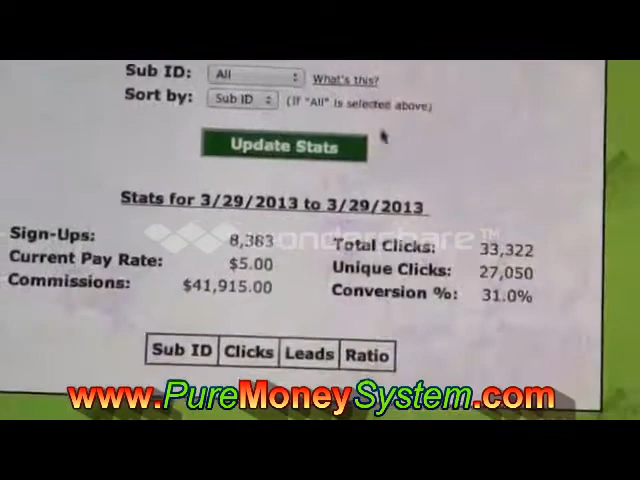 Sub ID: All What's this?
Sort by: Sub ID (if "All" is selected above)
Update Stats
Stats for 3/29/2013 to 3/29/2013
Sign-Ups: 8,383 Total Clicks: 33,322
Current Pay Rate: $5.00 Unique Clicks: 27,050
Commissions: $41,915.00 Conversion %: 31.0%
wondershare™
Sub ID Clicks Leads Ratio
www.PureMoneySystem.com